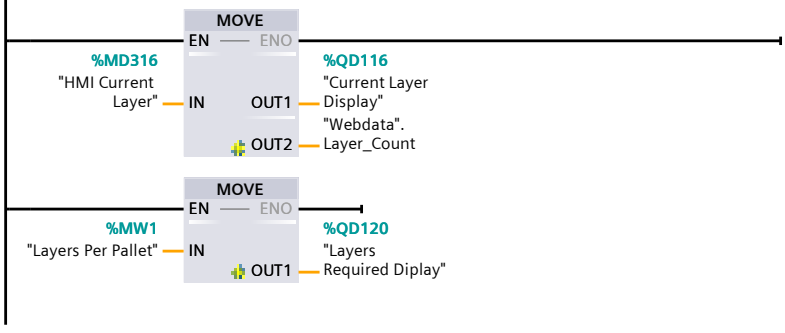 MOVE
EN ENO
%MD316 %QD116
"HMI Current "Current Layer
Layer" IN OUT1 Display"
"Webdata".
OUT2 Layer_Count
MOVE
EN ENO
%MW1 %QD120
"Layers Per Pallet" IN "Layers
OUT1 Required Diplay"